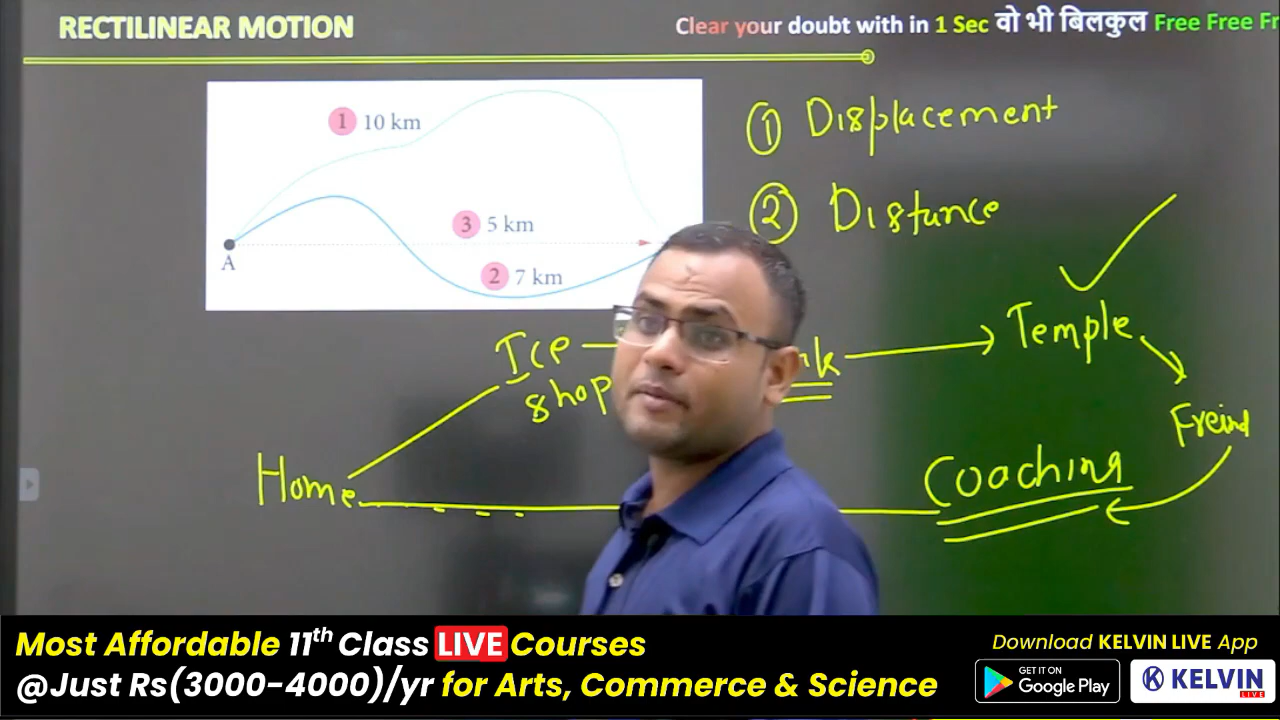 RECTILINEAR MOTION
Clear your doubt with in 1 Sec वो भी बिलकुल Free Free Fr
1 10 km
3 5 km
A
2 7 km
1 Displacement
2 Distance
Ice shop
Temple
Freind
Home
Coaching
Most Affordable 11th Class LIVE Courses
@Just Rs(3000-4000)/yr for Arts, Commerce & Science
Download KELVIN LIVE App
GET IT ON
Google Play
KELVIN
LIVE